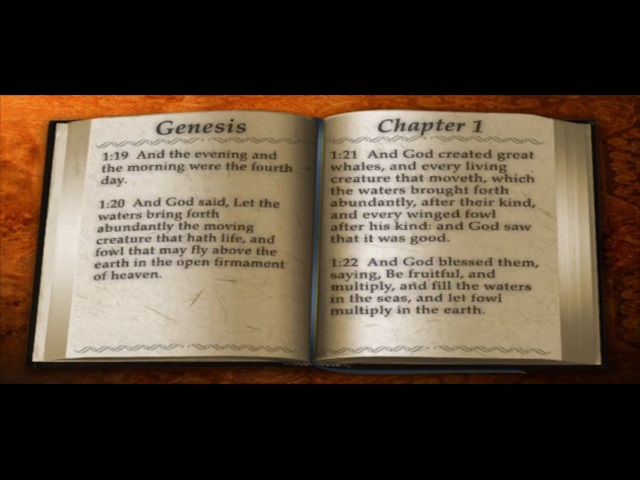 Genesis
1:19 And the evening and
the morning were the fourth
day.
1:20 And God said, Let the
waters bring forth
abundantly the moving
creature that hath life, and
fowl that may fly above the
earth in the open firmament
of heaven.
Chapter 1
1:21 And God created great
whales, and every living
creature that moveth, which
the waters brought forth
abundantly, after their kind,
and every winged fowl
after his kind: and God saw
that it was good.
1:22 And God blessed them,
saying, Be fruitful, and
multiply, and fill the waters
in the seas, and let fowl
multiply in the earth.